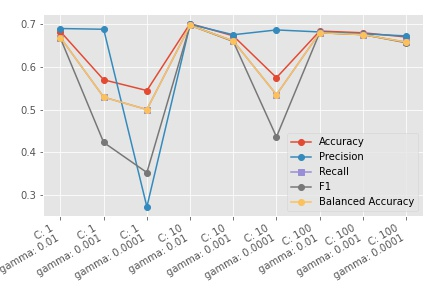 0.7
0.6
0.5
0.4
0.3
Accuracy
Precision
Recall
F1
Balanced Accuracy
C: 1
gamma: 0.01
C: 1
gamma: 0.001
C: 1
gamma: 0.0001
C: 10
gamma: 0.01
C: 10
gamma: 0.001
C: 10
gamma: 0.0001
C: 100
gamma: 0.01
C: 100
gamma: 0.001
C: 100
gamma: 0.0001